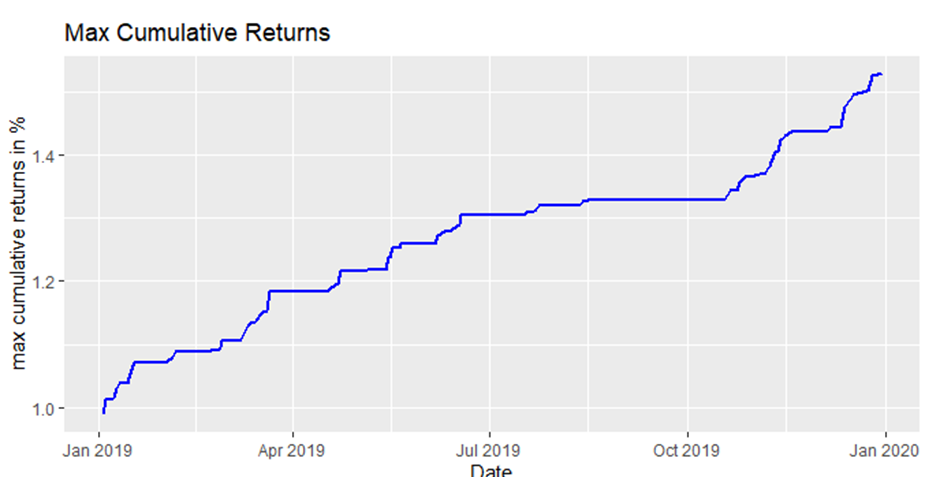 Max Cumulative Returns
max cumulative returns in %
1.4
1.2
1.0
Jan 2019 Apr 2019 Jul 2019 Oct 2019 Jan 2020
Date